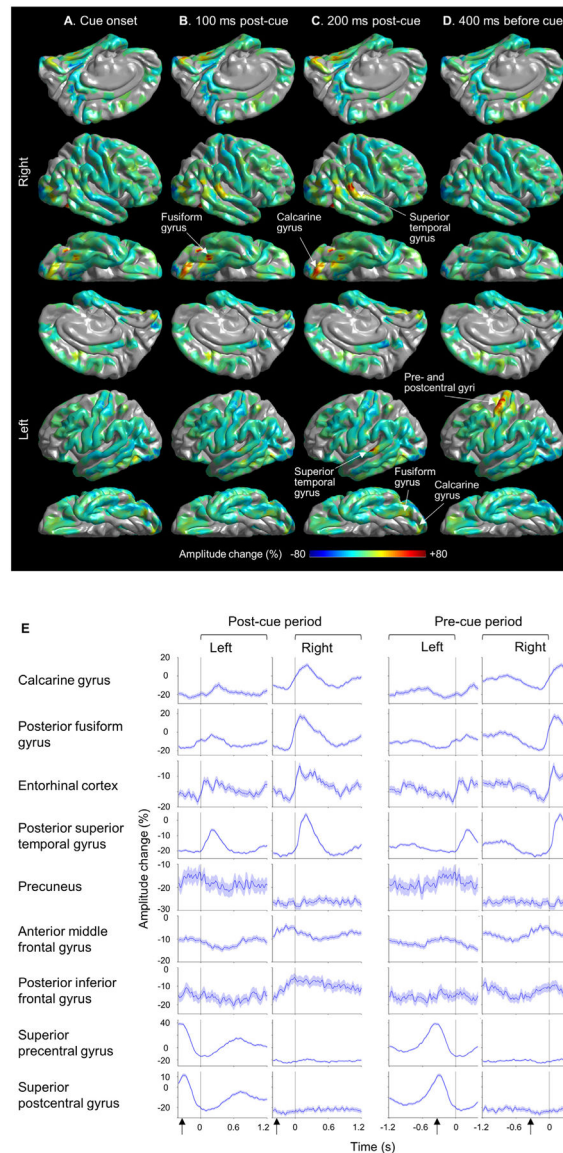 A. Cue onset
B. 100 ms post-cue
C. 200 ms post-cue
D. 400 ms before cue
Right
Fusiform
gyrus
Calcarine
gyrus
Superior
temporal
gyrus
Left
Pre- and
postcentral gyri
Superior
temporal
gyrus
Fusiform
gyrus
Calcarine
gyrus
Amplitude change (%) -80 +80
E
Post-cue period
Pre-cue period
Left
Right
Left
Right
Calcarine gyrus
20
0
-20
Posterior fusiform
gyrus
20
0
-20
Entorhinal cortex
-10
-20
Posterior superior
temporal gyrus
0
-20
Precuneus
-10
-20
-30
Anterior middle
frontal gyrus
0
-10
-20
Posterior inferior
frontal gyrus
0
-10
-20
Superior
precentral gyrus
40
0
-20
Superior
postcentral gyrus
0
-20
Amplitude change (%)
0 0.6 1.2 0 0.6 1.2 -1.2 -0.6 0 -1.2 -0.6 0
Time (s)